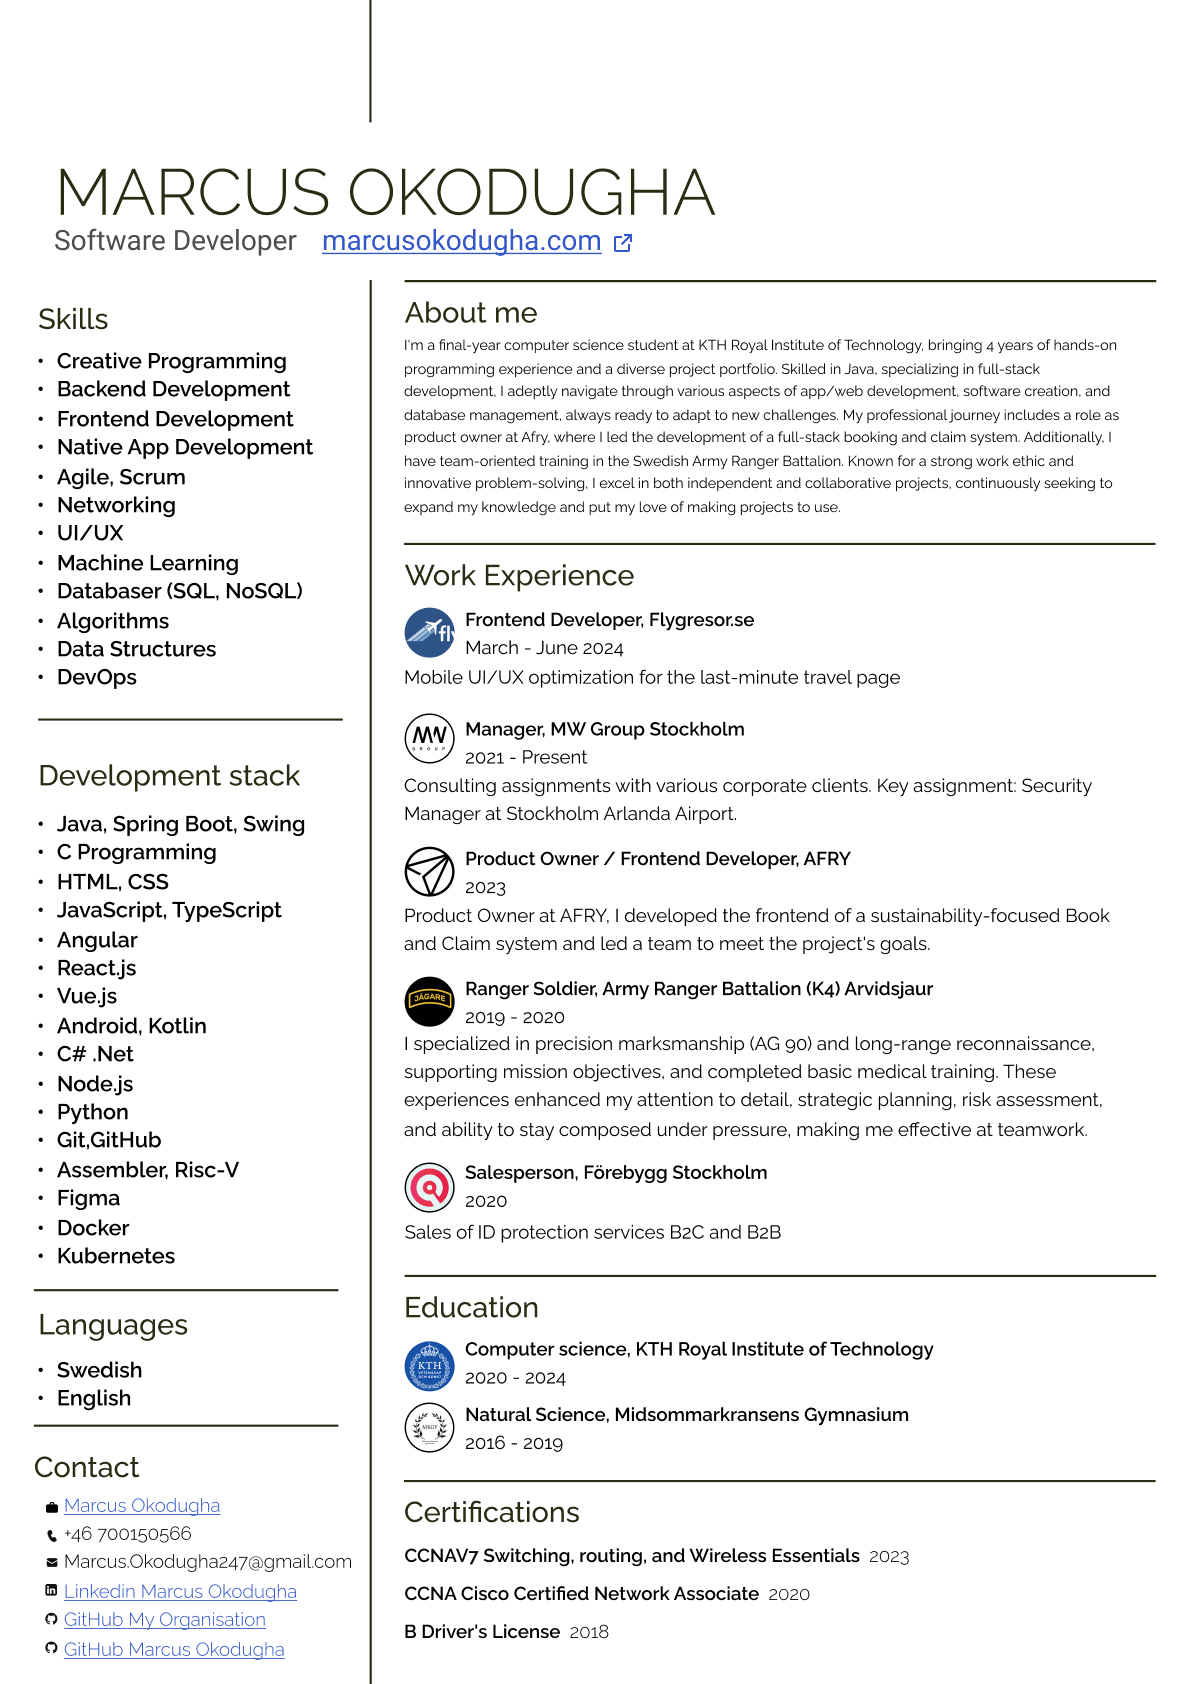 MARCUS OKODUGHA
Software Developer marcusokodugha.com
Skills
• Creative Programming
• Backend Development
• Frontend Development
• Native App Development
• Agile, Scrum
• Networking
• UI/UX
• Machine Learning
• Databaser (SQL, NoSQL)
• Algorithms
• Data Structures
• DevOps
Development stack
• Java, Spring Boot, Swing
• C Programming
• HTML, CSS
• JavaScript, TypeScript
• Angular
• React.js
• Vue.js
• Android, Kotlin
• C# .Net
• Node.js
• Python
• Git,GitHub
• Assembler, Risc-V
• Figma
• Docker
• Kubernetes
Languages
• Swedish
• English
Contact
Marcus Okodugha
+46 700150566
Marcus.Okodugha247@gmail.com
Linkedin Marcus Okodugha
GitHub My Organisation
GitHub Marcus Okodugha
About me
I'm a final-year computer science student at KTH Royal Institute of Technology, bringing 4 years of hands-on
programming experience and a diverse project portfolio. Skilled in Java, specializing in full-stack
development, I adeptly navigate through various aspects of app/web development, software creation, and
database management, always ready to adapt to new challenges. My professional journey includes a role as
product owner at Afry, where I led the development of a full-stack booking and claim system. Additionally, I
have team-oriented training in the Swedish Army Ranger Battalion. Known for a strong work ethic and
innovative problem-solving, I excel in both independent and collaborative projects, continuously seeking to
expand my knowledge and put my love of making projects to use.
Work Experience
fly
Frontend Developer, Flygresor.se
March - June 2024
Mobile UI/UX optimization for the last-minute travel page
MW
GROUP
Manager, MW Group Stockholm
2021 - Present
Consulting assignments with various corporate clients. Key assignment: Security
Manager at Stockholm Arlanda Airport.
Product Owner / Frontend Developer, AFRY
2023
Product Owner at AFRY, I developed the frontend of a sustainability-focused Book
and Claim system and led a team to meet the project's goals.
JÄGARE
Ranger Soldier, Army Ranger Battalion (K4) Arvidsjaur
2019 - 2020
I specialized in precision marksmanship (AG 90) and long-range reconnaissance,
supporting mission objectives, and completed basic medical training. These
experiences enhanced my attention to detail, strategic planning, risk assessment,
and ability to stay composed under pressure, making me effective at teamwork.
Salesperson, Förebygg Stockholm
2020
Sales of ID protection services B2C and B2B
Education
KTH
VETENSKAP
OCH KONST
Computer science, KTH Royal Institute of Technology
2020 - 2024
Natural Science, Midsommarkransens Gymnasium
2016 - 2019
Certifications
CCNAV7 Switching, routing, and Wireless Essentials 2023
CCNA Cisco Certified Network Associate 2020
B Driver's License 2018